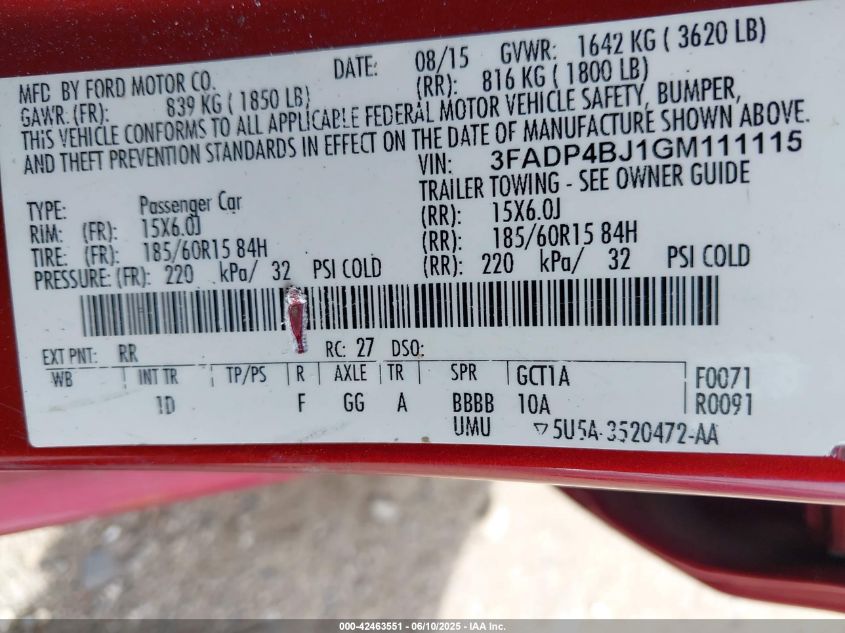 MFD BY FORD MOTOR CO. DATE: 08/15 GVWR: 1642 KG ( 3620 LB)
GAWR. (FR): 839 KG ( 1850 LB) (RR): 816 KG ( 1800 LB)
THIS VEHICLE CONFORMS TO ALL APPLICABLE FEDERAL MOTOR VEHICLE SAFETY, BUMPER,
AND THEFT PREVENTION STANDARDS IN EFFECT ON THE DATE OF MANUFACTURE SHOWN ABOVE.
VIN: 3FADP4BJ1GM111115
TRAILER TOWING - SEE OWNER GUIDE
TYPE: Passenger Car
RIM: (FR): 15X6.0J (RR): 15X6.0J
TIRE: (FR): 185/60R15 84H (RR): 185/60R15 84H
PRESSURE: (FR): 220 kPa/ 32 PSI COLD (RR): 220 kPa/ 32 PSI COLD
EXT PNT: RR RC: 27 DSO:
WB INT TR TP/PS R AXLE TR SPR GCT1A F0071
1D F GG A BBBB 10A R0091
UMU ▽5U5A-3520472-AA
000-42463551 - 06/10/2025 - IAA Inc.